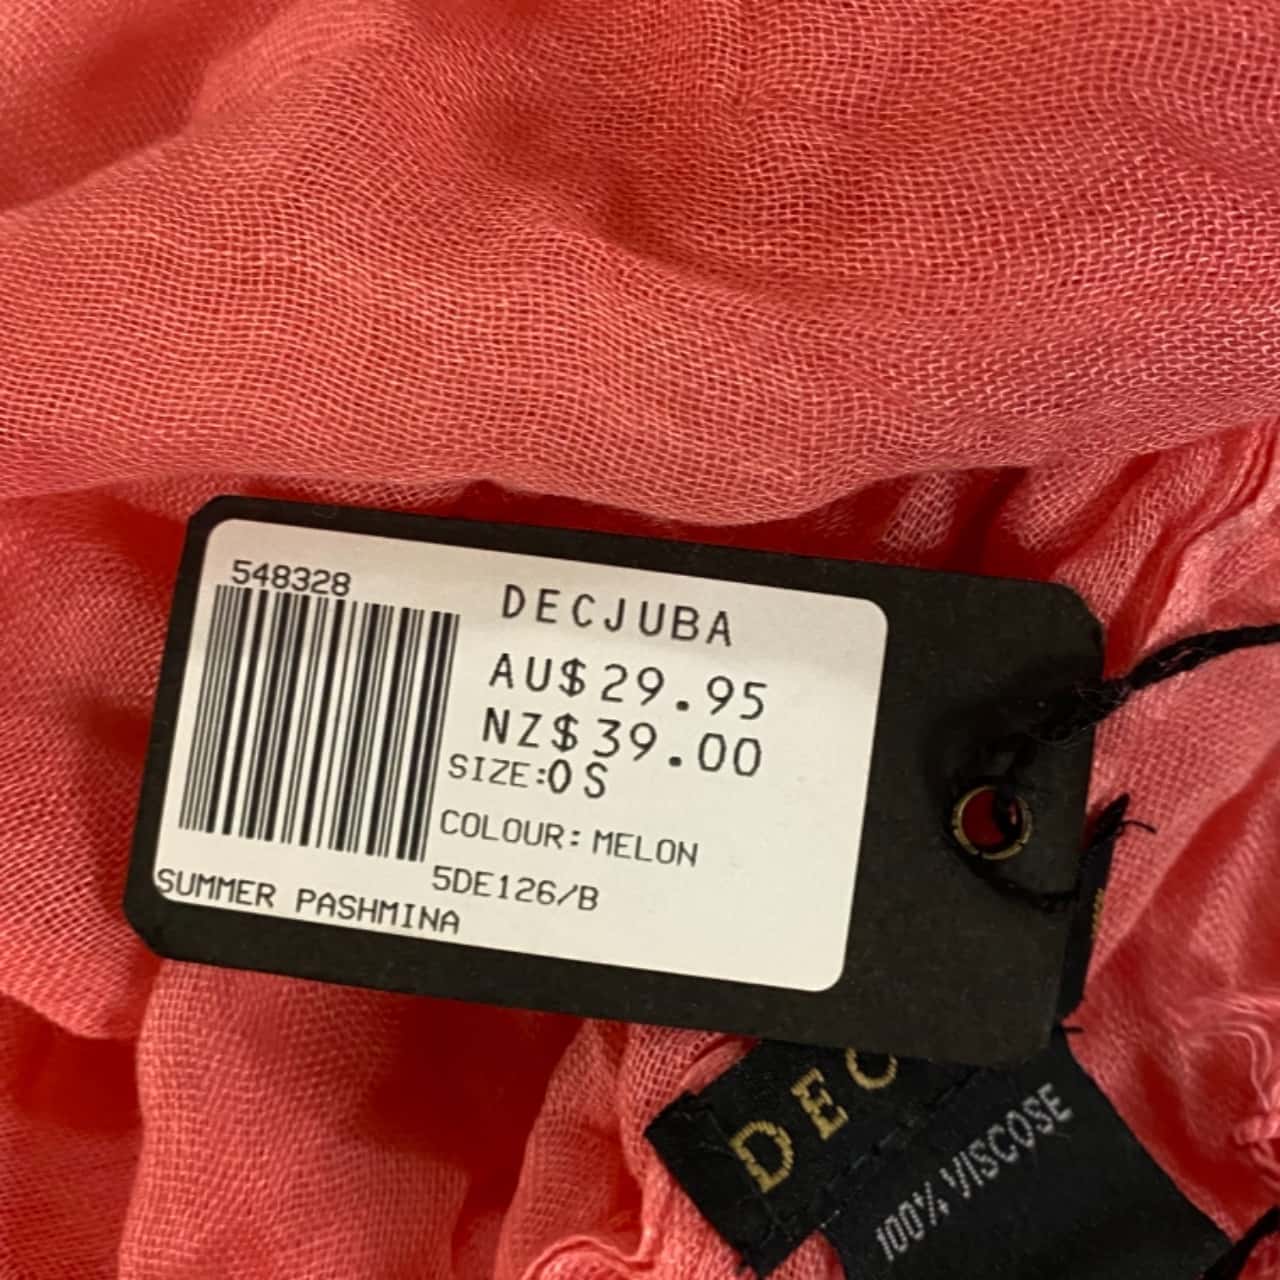 548328
DECJUBA
AU$29.95
NZ$39.00
SIZE:OS
COLOUR: MELON
5DE126/B
SUMMER PASHMINA
DEC
100% VISCOSE